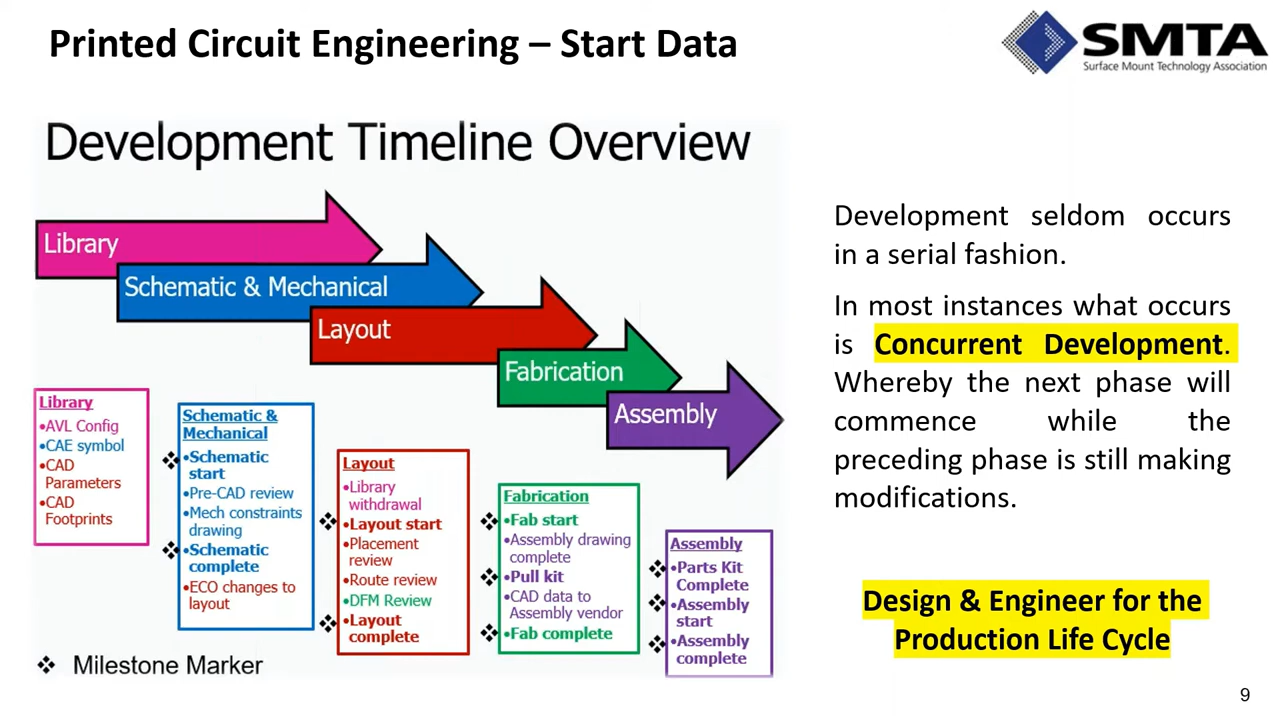 Printed Circuit Engineering – Start Data
SMTA
Surface Mount Technology Association
Development Timeline Overview
Library
Schematic & Mechanical
Layout
Fabrication
Assembly
Library
•AVL Config
•CAE symbol
•CAD
Parameters
•CAD
Footprints
Schematic &
Mechanical
❖ •Schematic
start
•Pre-CAD review
•Mech constraints
drawing
❖ •Schematic
complete
•ECO changes to
layout
Layout
•Library
withdrawal
❖ •Layout start
•Placement
review
•Route review
•DFM Review
❖ •Layout
complete
Fabrication
❖ •Fab start
•Assembly drawing
complete
❖ •Pull kit
•CAD data to
Assembly vendor
❖ •Fab complete
Assembly
❖ •Parts Kit
Complete
❖ •Assembly
start
❖ •Assembly
complete
❖ Milestone Marker
Development seldom occurs
in a serial fashion.
In most instances what occurs
is Concurrent Development.
Whereby the next phase will
commence while the
preceding phase is still making
modifications.
Design & Engineer for the
Production Life Cycle
9